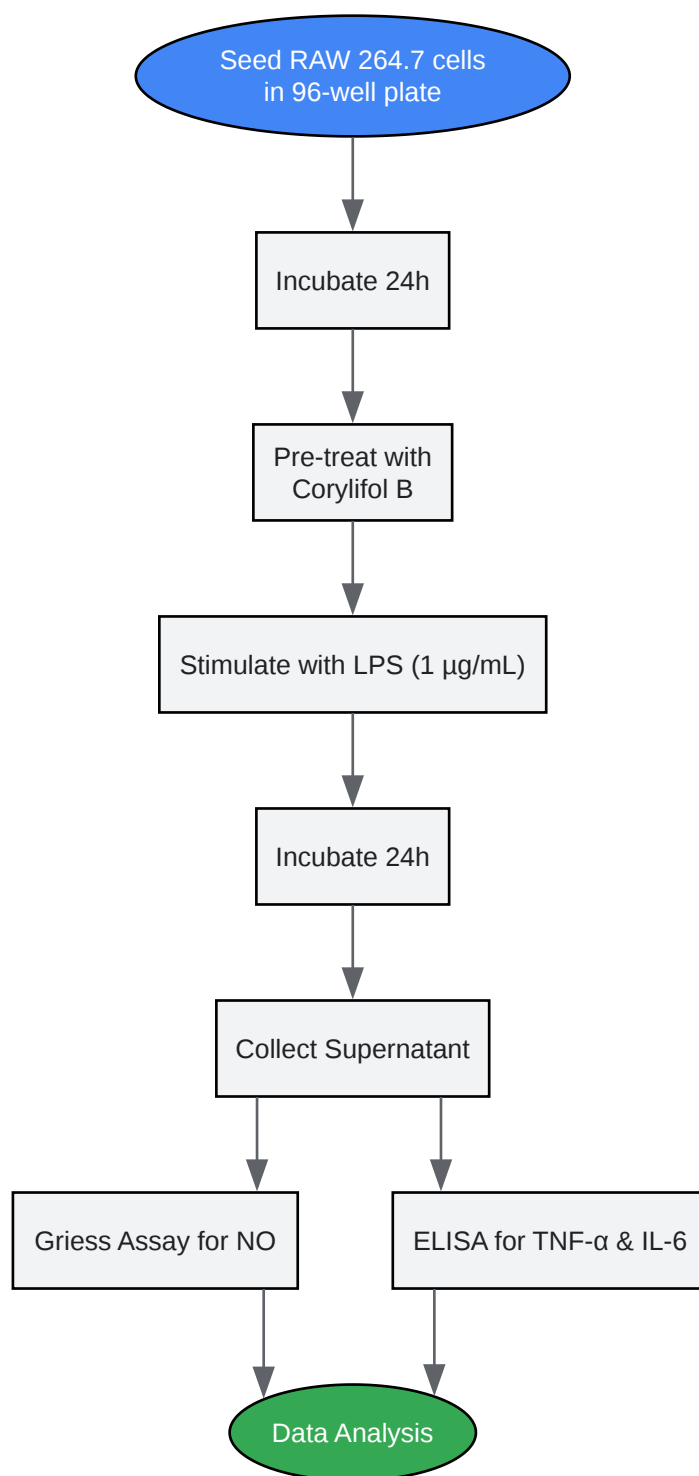 Seed RAW 264.7 cells
in 96-well plate
Incubate 24h
Pre-treat with
Corylifol B
Stimulate with LPS (1 µg/mL)
Incubate 24h
Collect Supernatant
Griess Assay for NO
ELISA for TNF-α & IL-6
Data Analysis